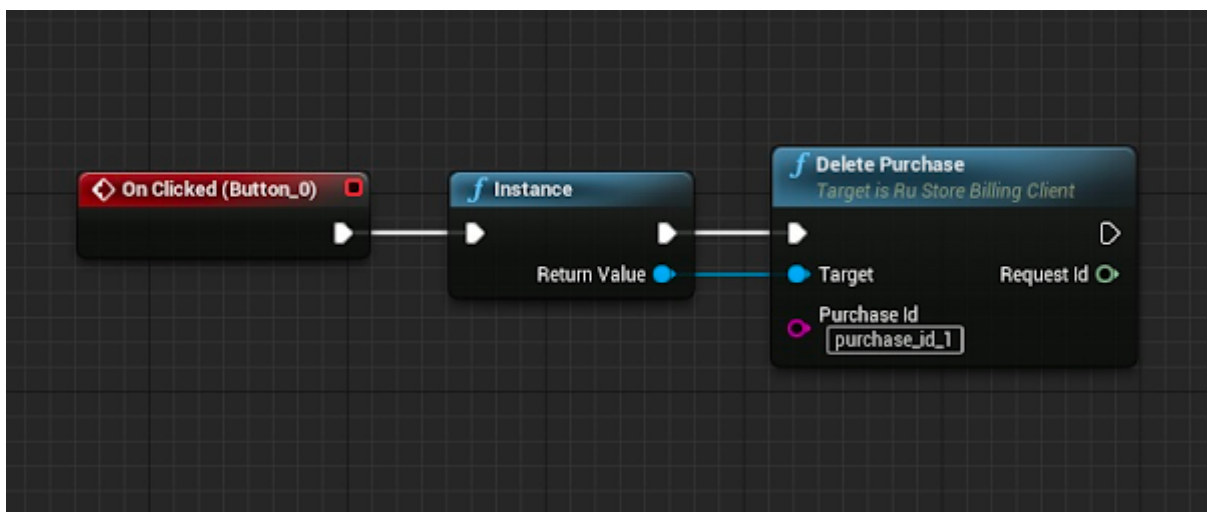 On Clicked (Button_0)
f Instance
Return Value
f Delete Purchase
Target is Ru Store Billing Client
Target
Request Id
Purchase Id
purchase_id_1